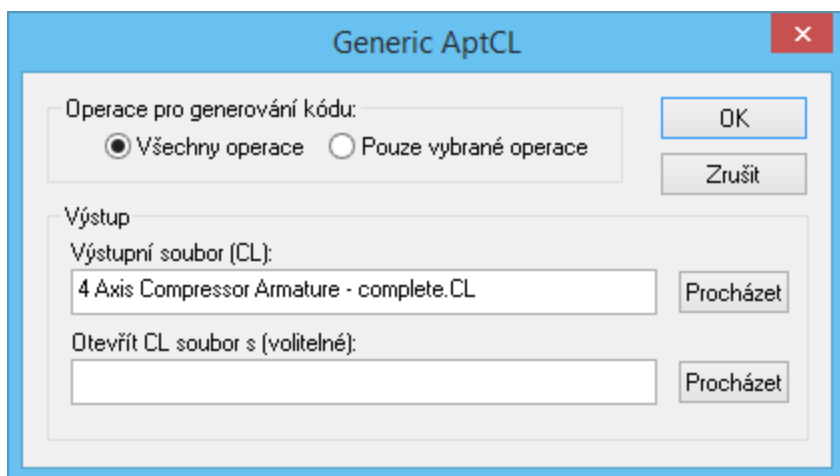 Generic AptCL
Operace pro generování kódu:
Všechny operace
Pouze vybrané operace
OK
Zrušit
Výstup
Výstupní soubor (CL):
4 Axis Compressor Armature - complete.CL
Procházet
Otevřít CL soubor s (volitelné):
Procházet